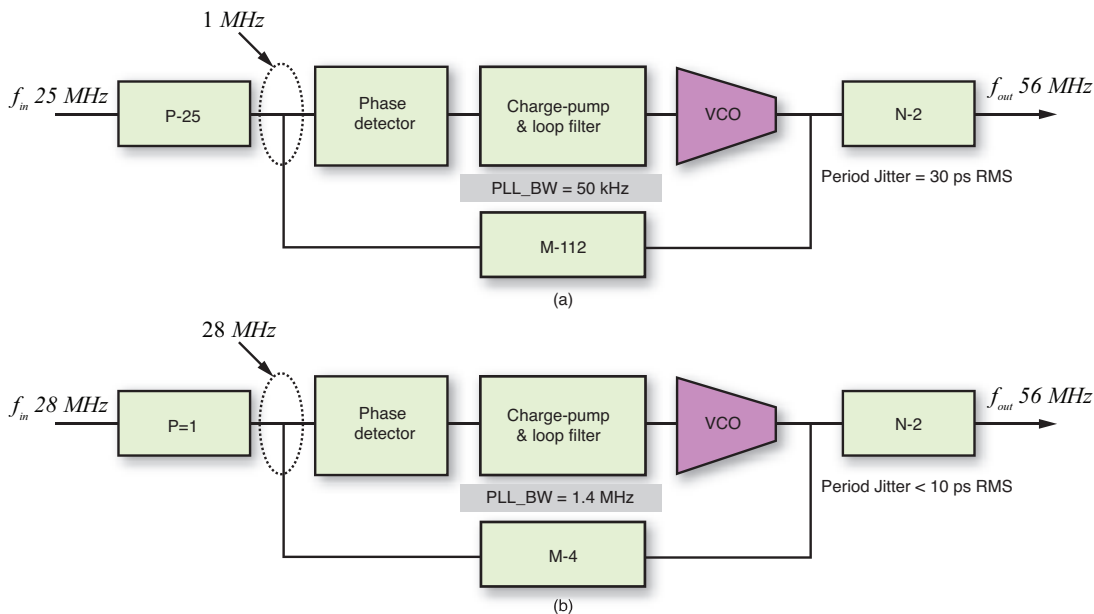 1 MHz
f_in 25 MHz
P-25
Phase
detector
Charge-pump
& loop filter
VCO
N-2
f_out 56 MHz
PLL_BW = 50 kHz
Period Jitter = 30 ps RMS
M-112
(a)
28 MHz
f_in 28 MHz
P=1
Phase
detector
Charge-pump
& loop filter
VCO
N-2
f_out 56 MHz
PLL_BW = 1.4 MHz
Period Jitter < 10 ps RMS
M-4
(b)